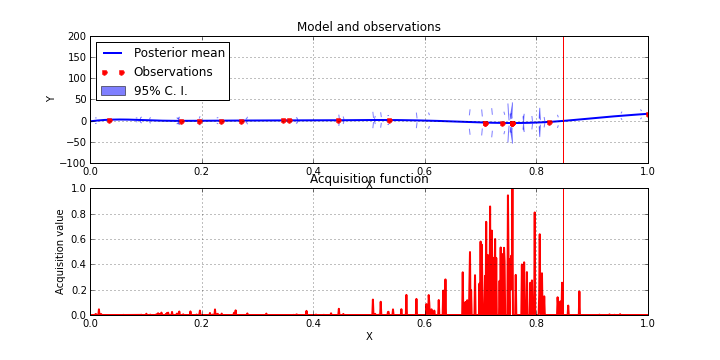 Model and observations
200
150
100
50
0
−50
−100
Y
Posterior mean
Observations
95% C. I.
0.0 0.2 0.4 0.6 0.8 1.0
X
Acquisition function
1.0
0.8
0.6
0.4
0.2
0.0
Acquisition value
0.0 0.2 0.4 0.6 0.8 1.0
X